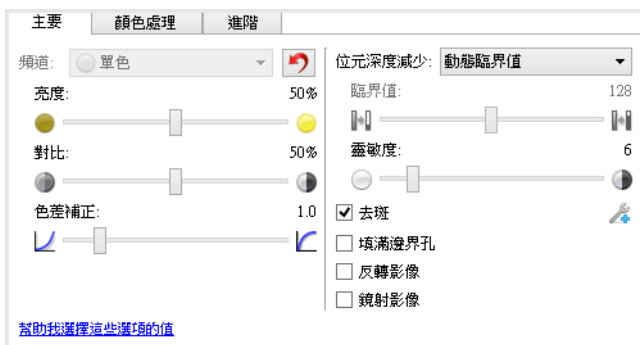 主要 顏色處理 進階
頻道: 單色
亮度: 50%
對比: 50%
色差補正: 1.0
幫助我選擇這些選項的值
位元深度減少: 動態臨界值
臨界值: 128
靈敏度: 6
去斑
填滿邊界孔
反轉影像
鏡射影像